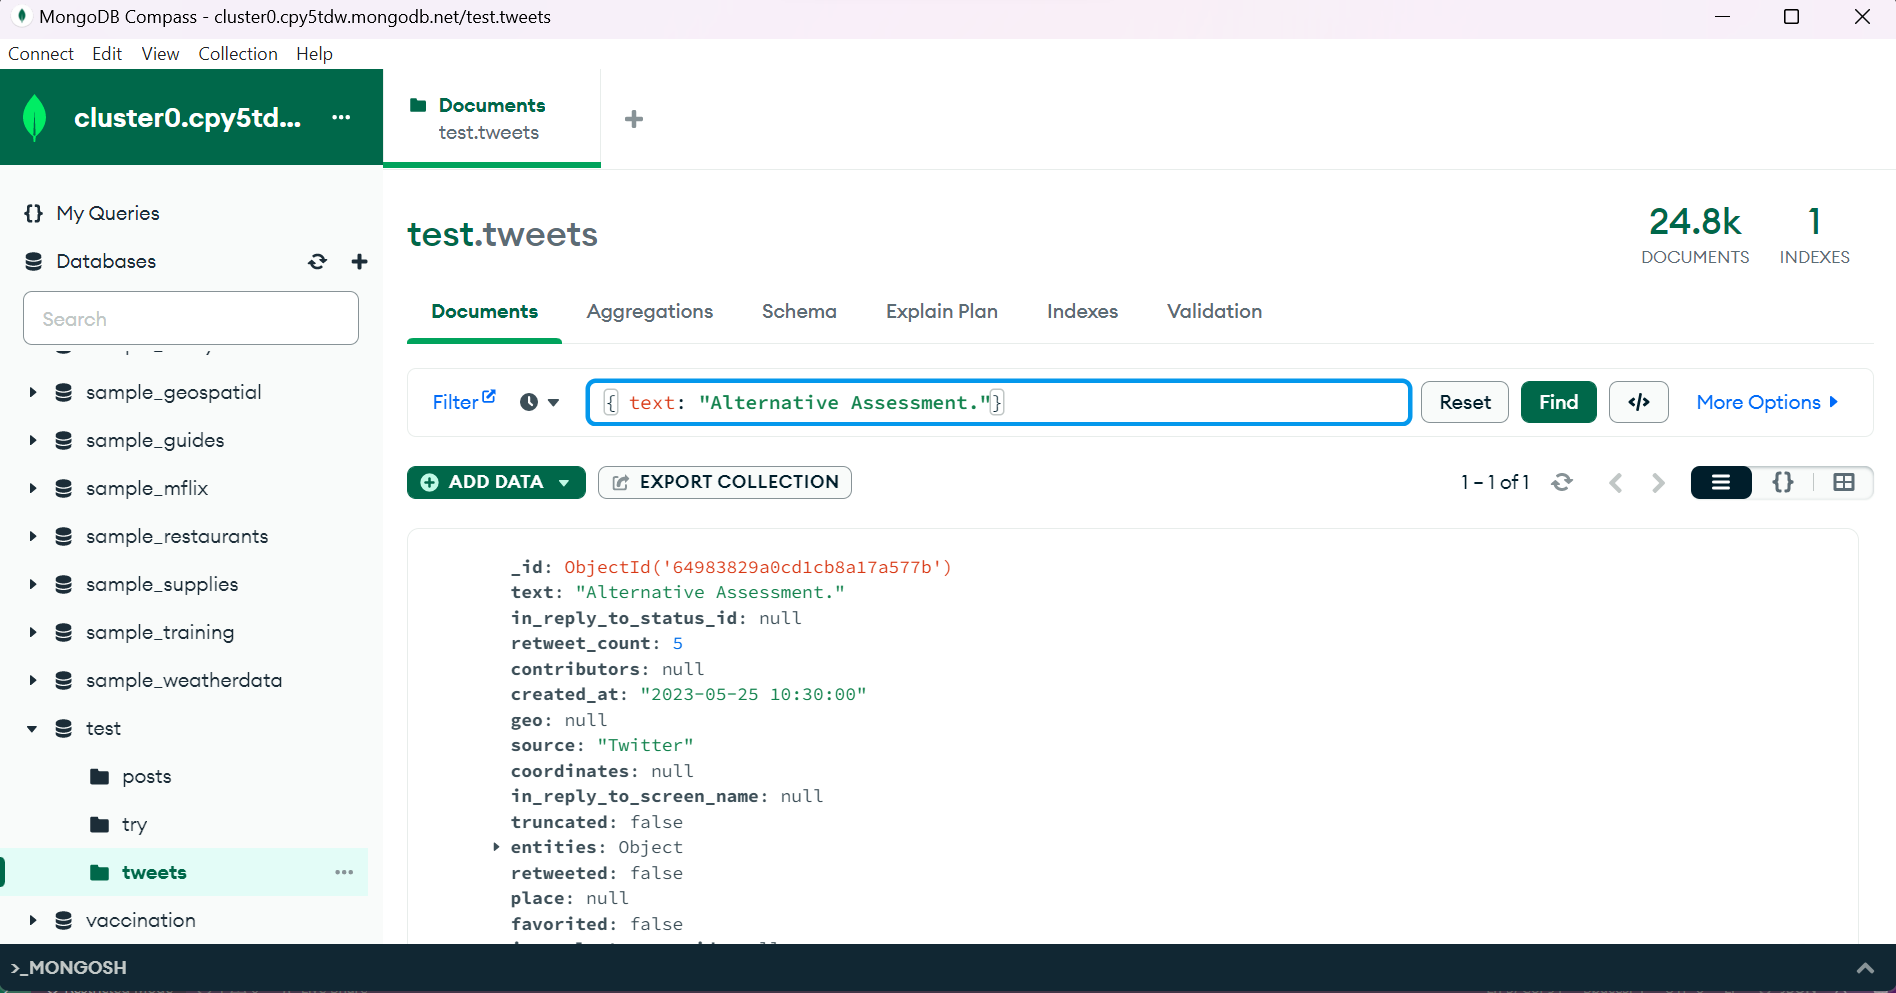 MongoDB Compass - cluster0.cpy5tdw.mongodb.net/test.tweets
Connect Edit View Collection Help
cluster0.cpy5td... ...
Documents
test.tweets
+
{} My Queries
Databases
Search
sample_geospatial
sample_guides
sample_mflix
sample_restaurants
sample_supplies
sample_training
sample_weatherdata
test
posts
try
tweets ...
vaccination
test.tweets
24.8k
DOCUMENTS
1
INDEXES
Documents Aggregations Schema Explain Plan Indexes Validation
Filter
{ text: "Alternative Assessment."}
Reset Find </> More Options
ADD DATA EXPORT COLLECTION
1 – 1 of 1
{}
_id: ObjectId('64983829a0cd1cb8a17a577b')
text: "Alternative Assessment."
in_reply_to_status_id: null
retweet_count: 5
contributors: null
created_at: "2023-05-25 10:30:00"
geo: null
source: "Twitter"
coordinates: null
in_reply_to_screen_name: null
truncated: false
entities: Object
retweeted: false
place: null
favorited: false
>_MONGOSH